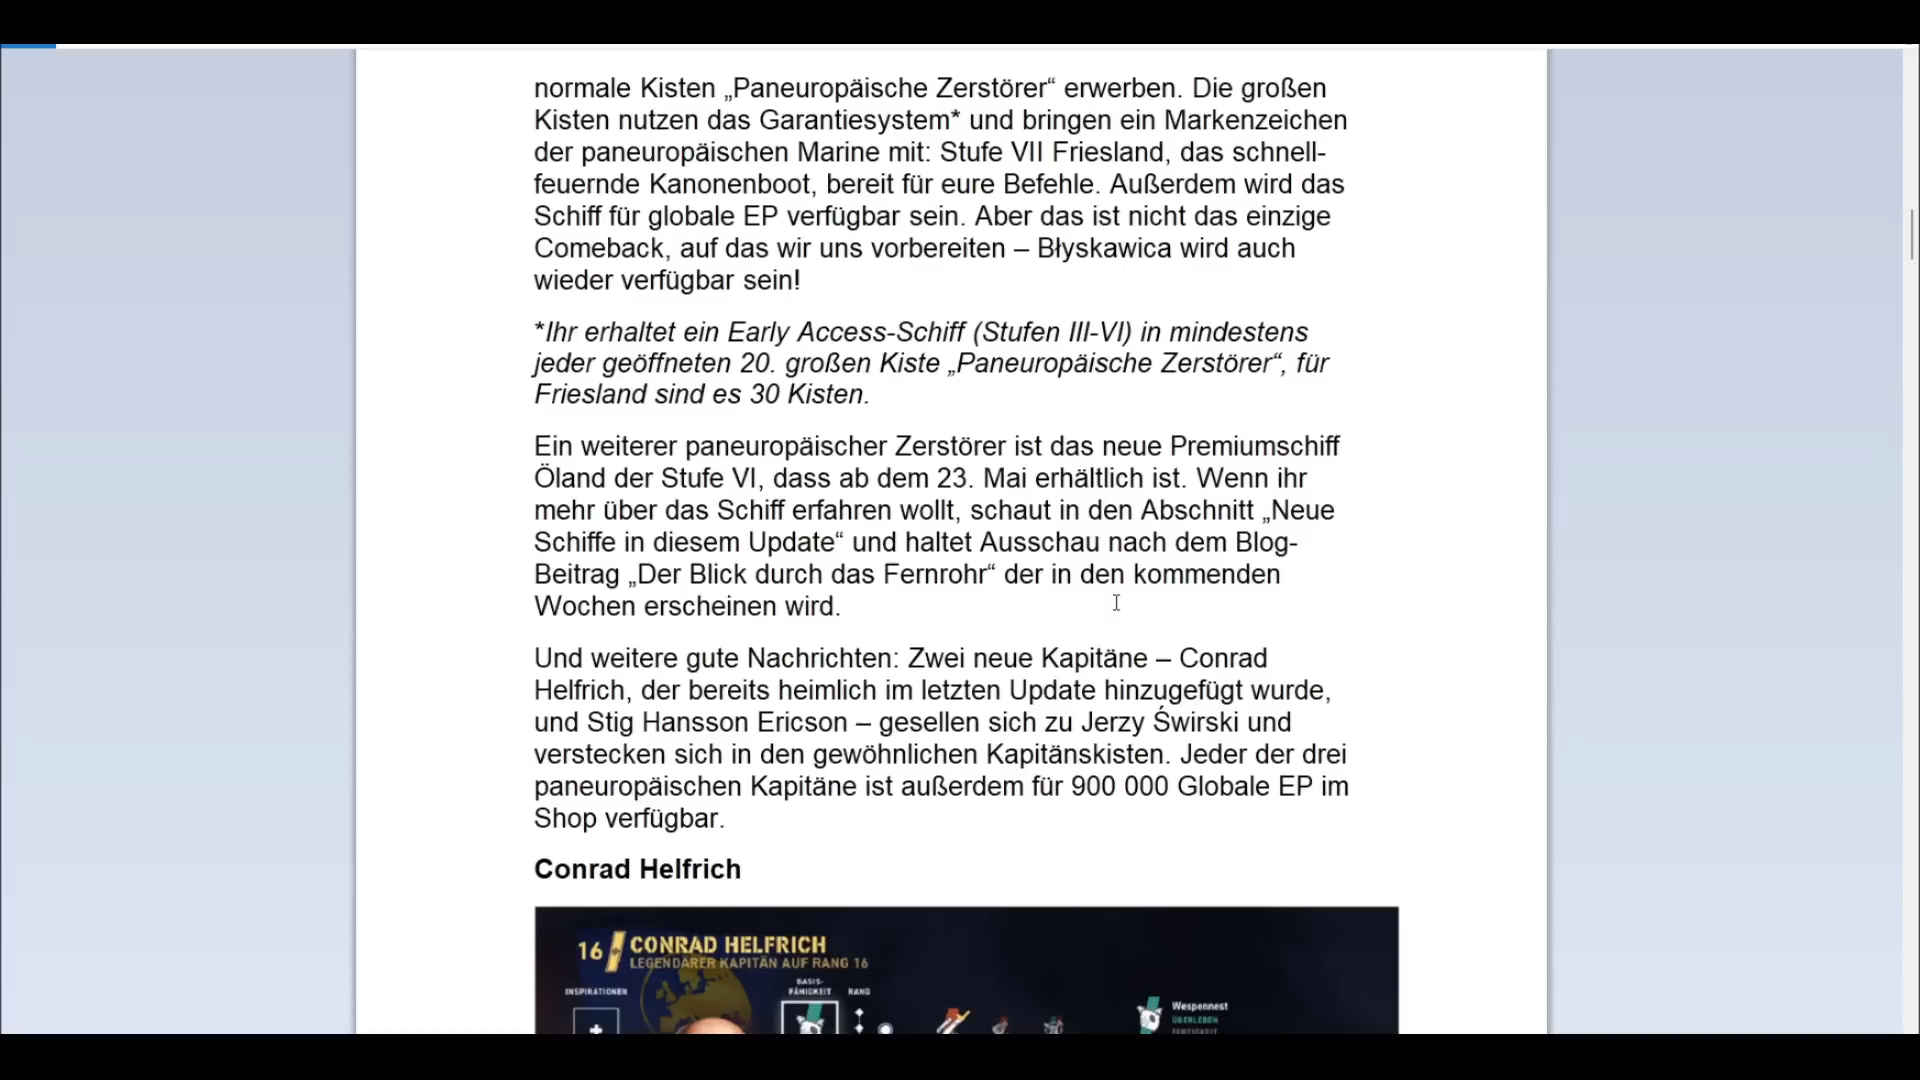 normale Kisten „Paneuropäische Zerstörer“ erwerben. Die großen
Kisten nutzen das Garantiesystem* und bringen ein Markenzeichen
der paneuropäischen Marine mit: Stufe VII Friesland, das schnell-
feuernde Kanonenboot, bereit für eure Befehle. Außerdem wird das
Schiff für globale EP verfügbar sein. Aber das ist nicht das einzige
Comeback, auf das wir uns vorbereiten – Błyskawica wird auch
wieder verfügbar sein!
*Ihr erhaltet ein Early Access-Schiff (Stufen III-VI) in mindestens
jeder geöffneten 20. großen Kiste „Paneuropäische Zerstörer“, für
Friesland sind es 30 Kisten.
Ein weiterer paneuropäischer Zerstörer ist das neue Premiumschiff
Öland der Stufe VI, dass ab dem 23. Mai erhältlich ist. Wenn ihr
mehr über das Schiff erfahren wollt, schaut in den Abschnitt „Neue
Schiffe in diesem Update“ und haltet Ausschau nach dem Blog-
Beitrag „Der Blick durch das Fernrohr“ der in den kommenden
Wochen erscheinen wird.
Und weitere gute Nachrichten: Zwei neue Kapitäne – Conrad
Helfrich, der bereits heimlich im letzten Update hinzugefügt wurde,
und Stig Hansson Ericson – gesellen sich zu Jerzy Świrski und
verstecken sich in den gewöhnlichen Kapitänskisten. Jeder der drei
paneuropäischen Kapitäne ist außerdem für 900 000 Globale EP im
Shop verfügbar.
Conrad Helfrich
16 CONRAD HELFRICH
LEGENDÄRER KAPITÄN AUF RANG 16
INSPIRATIONEN
BASIS-
FÄHIGKEIT RANG
Wespennest
ÜBERLEBEN
FERTIGKEIT